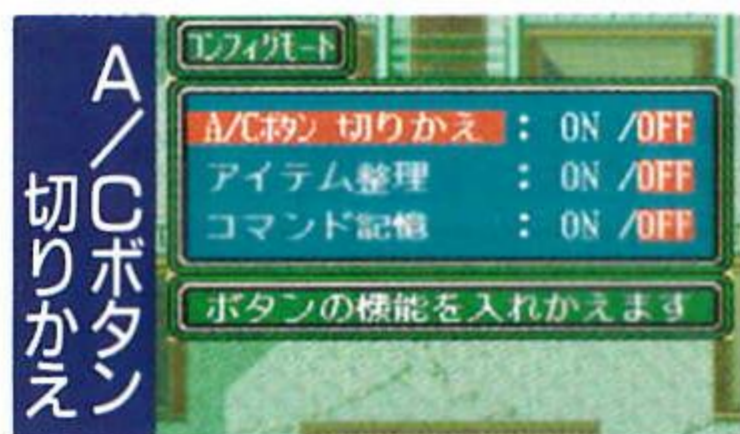 A/Cボタン
切りかえ
コンフィグモード
A/Cボタン 切りかえ : ON /OFF
アイテム整理 : ON /OFF
コマンド記憶 : ON /OFF
ボタンの機能を入れかえます